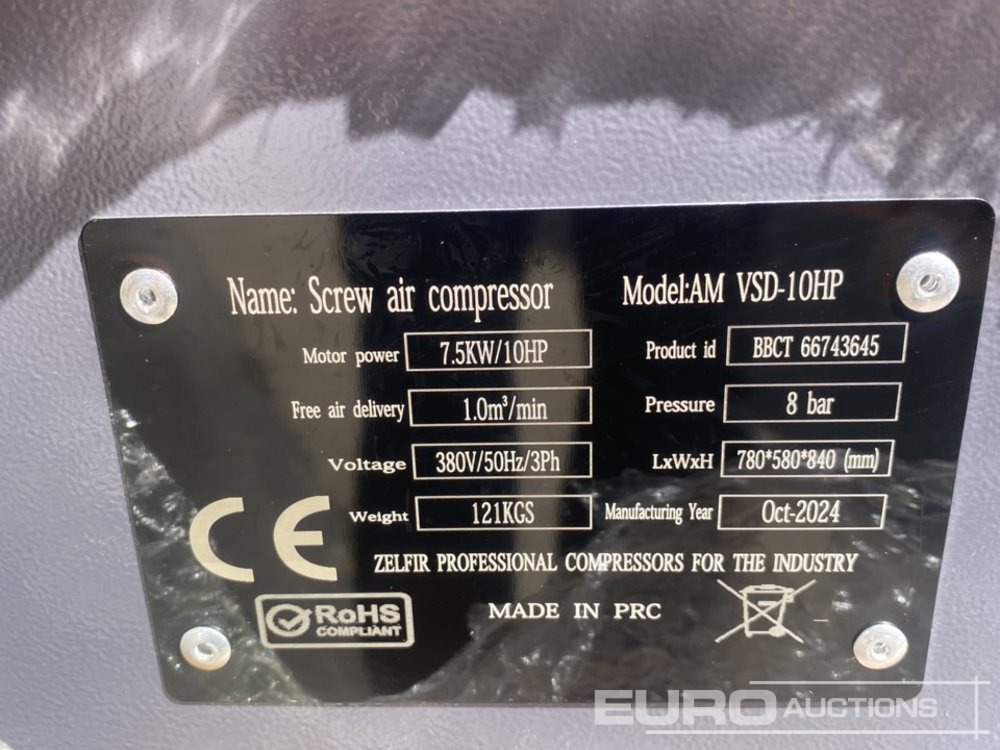 Name: Screw air compressor Model:AM VSD-10HP
Motor power 7.5KW/10HP Product id BBCT 66743645
Free air delivery 1.0m³/min Pressure 8 bar
Voltage 380V/50Hz/3Ph LxWxH 780*580*840 (mm)
Weight 121KGS Manufacturing Year Oct-2024
CE
ZELFIR PROFESSIONAL COMPRESSORS FOR THE INDUSTRY
RoHS
COMPLIANT
MADE IN PRC
EURO AUCTIONS